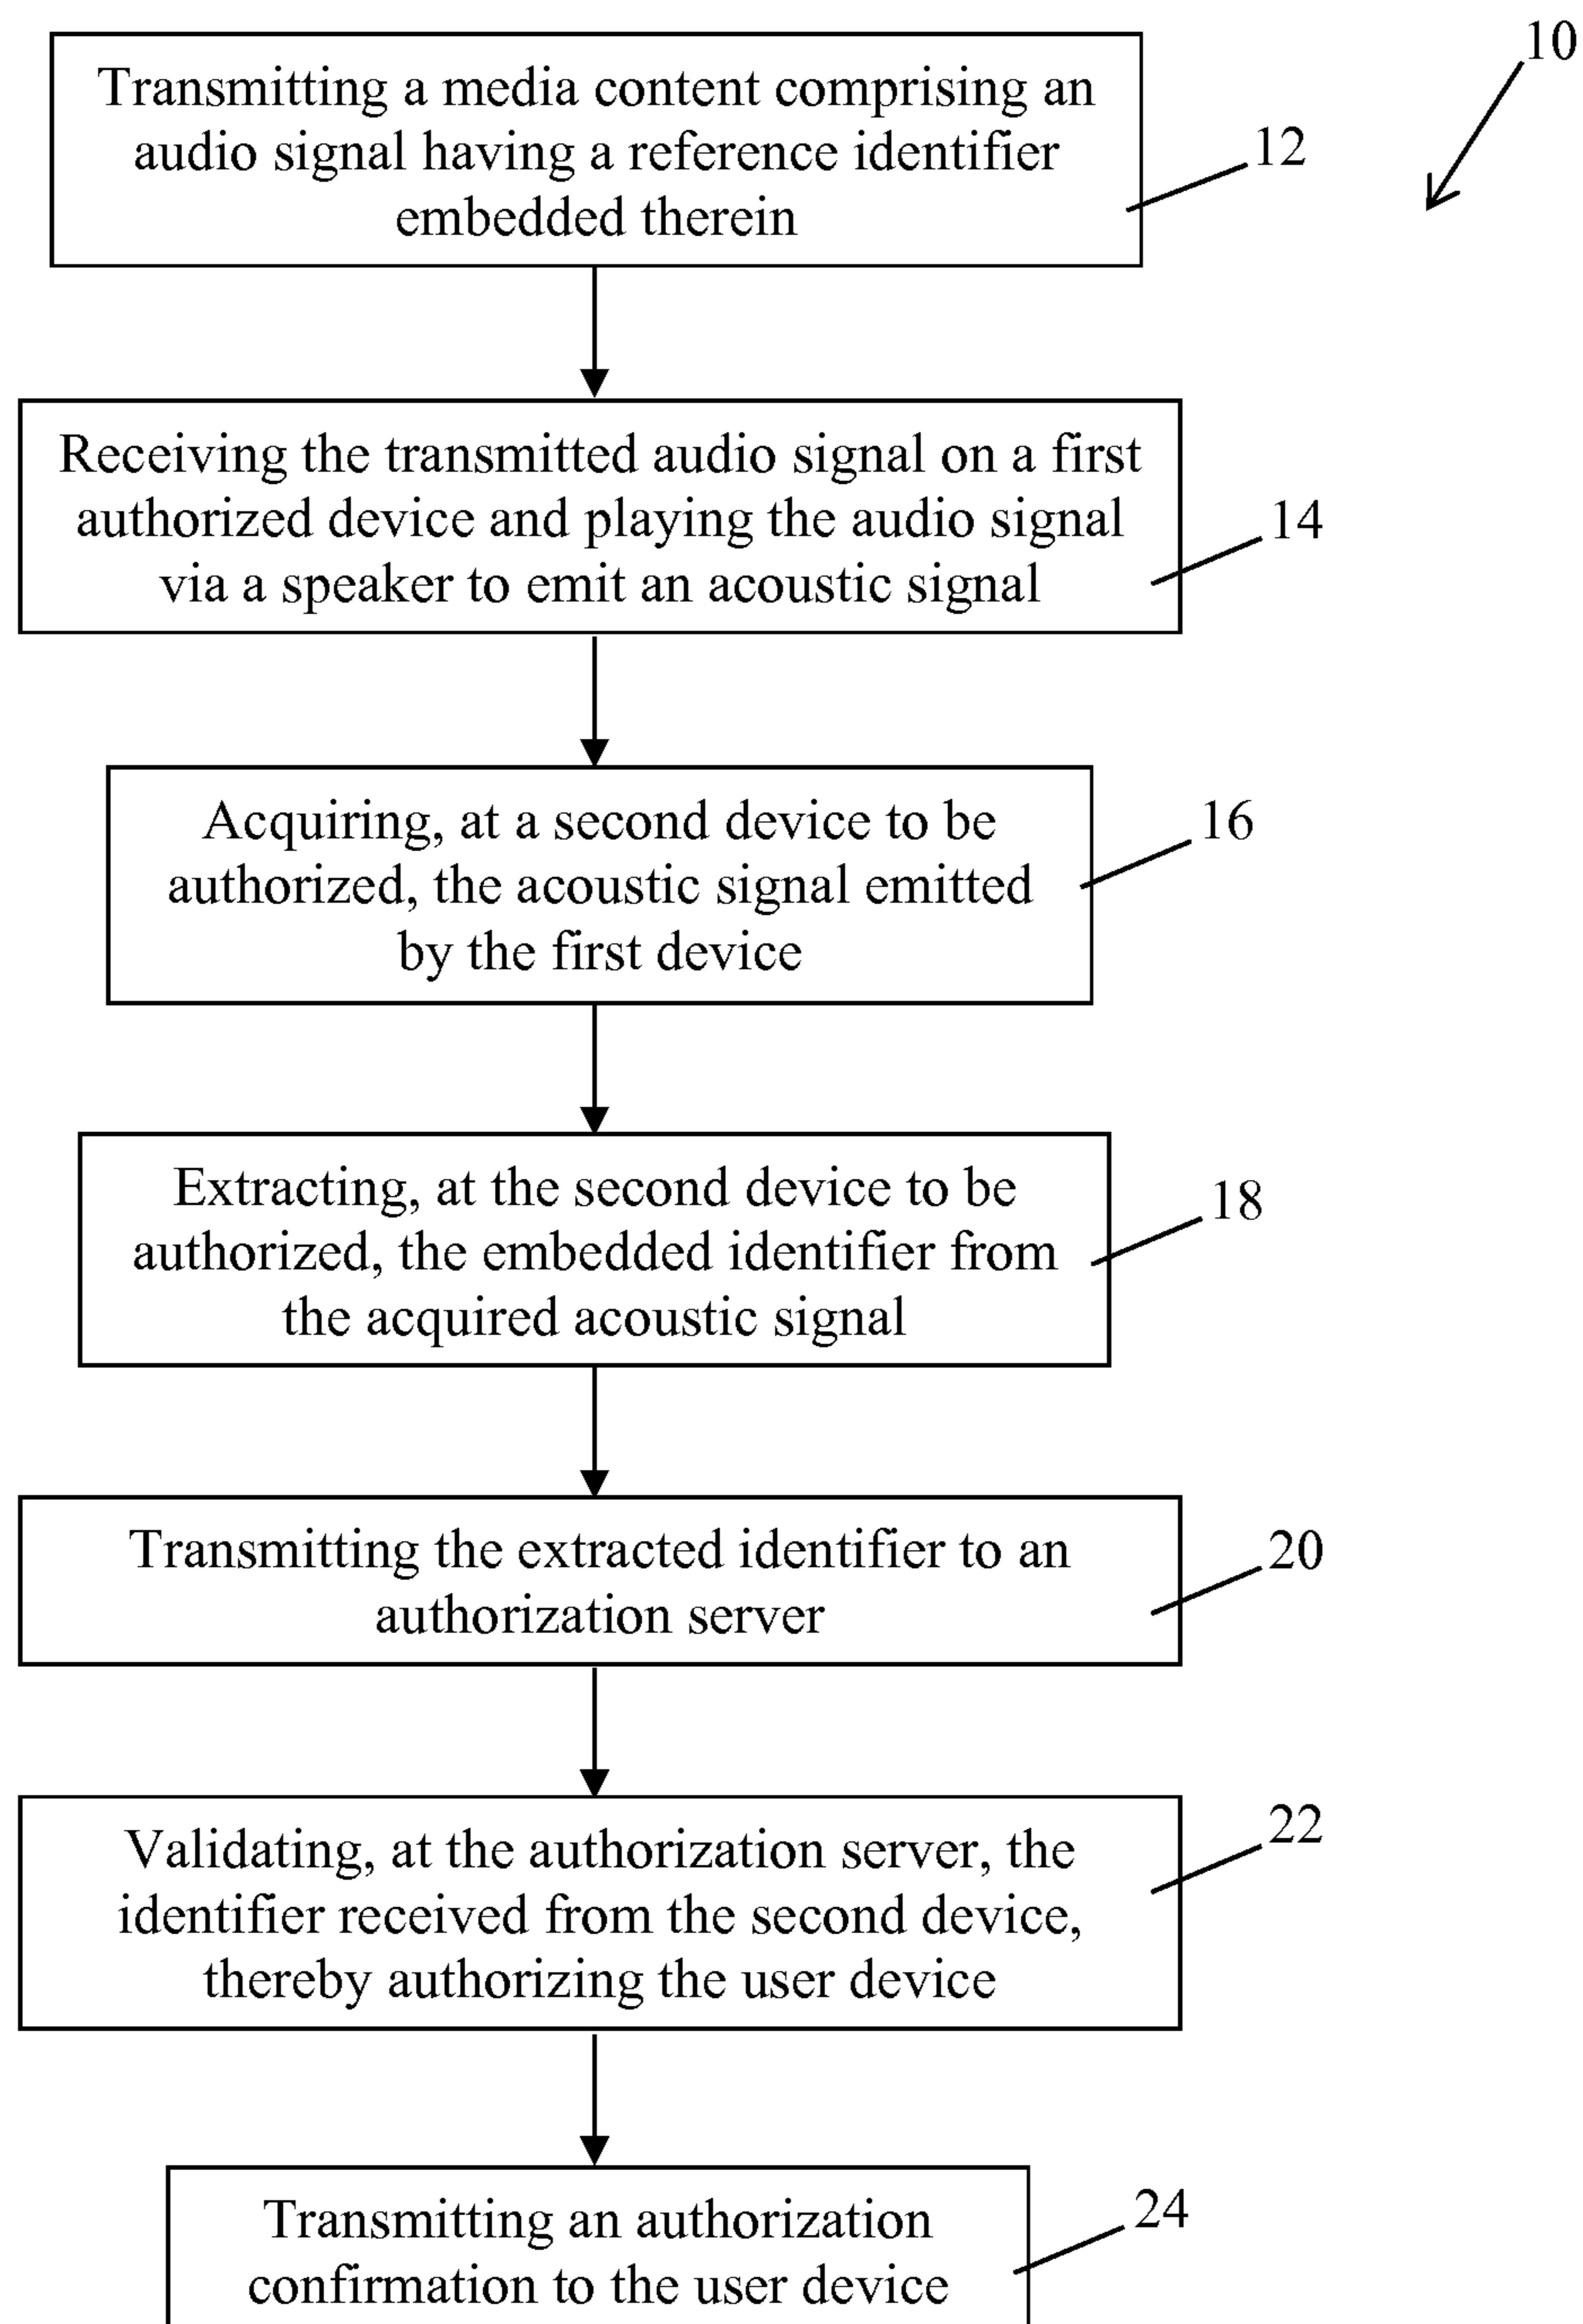 10
Transmitting a media content comprising an
audio signal having a reference identifier
embedded therein
12
Receiving the transmitted audio signal on a first
authorized device and playing the audio signal
via a speaker to emit an acoustic signal
14
Acquiring, at a second device to be
authorized, the acoustic signal emitted
by the first device
16
Extracting, at the second device to be
authorized, the embedded identifier from
the acquired acoustic signal
18
Transmitting the extracted identifier to an
authorization server
20
Validating, at the authorization server, the
identifier received from the second device,
thereby authorizing the user device
22
Transmitting an authorization
confirmation to the user device
24